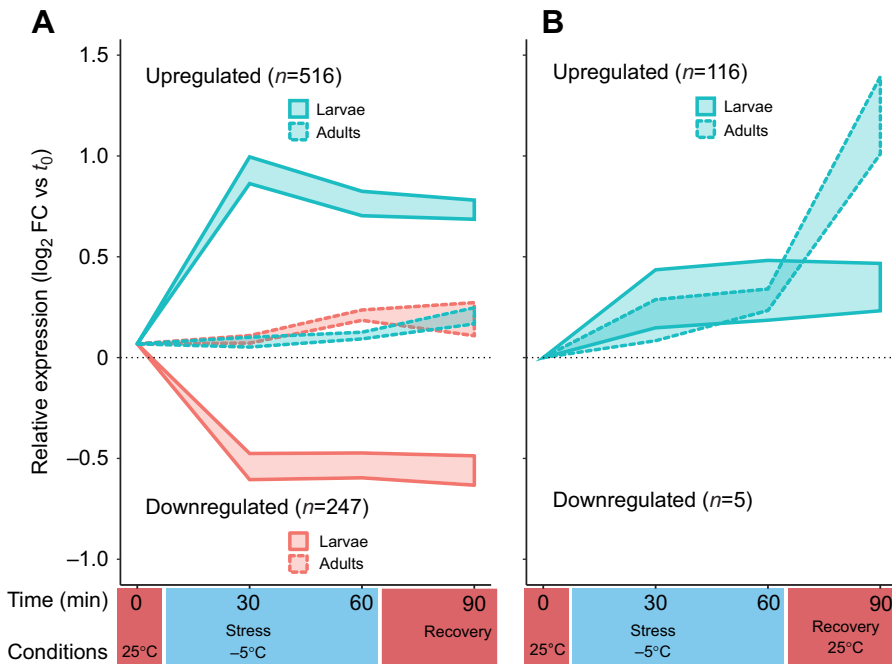 A
B
Relative expression (log2 FC vs t0)
1.5
1.0
0.5
0
–0.5
–1.0
Upregulated (n=516)
Larvae
Adults
Downregulated (n=247)
Larvae
Adults
Upregulated (n=116)
Larvae
Adults
Downregulated (n=5)
Time (min) 0 30 60 90 0 30 60 90
Conditions 25°C Stress –5°C Recovery 25°C Stress –5°C Recovery 25°C